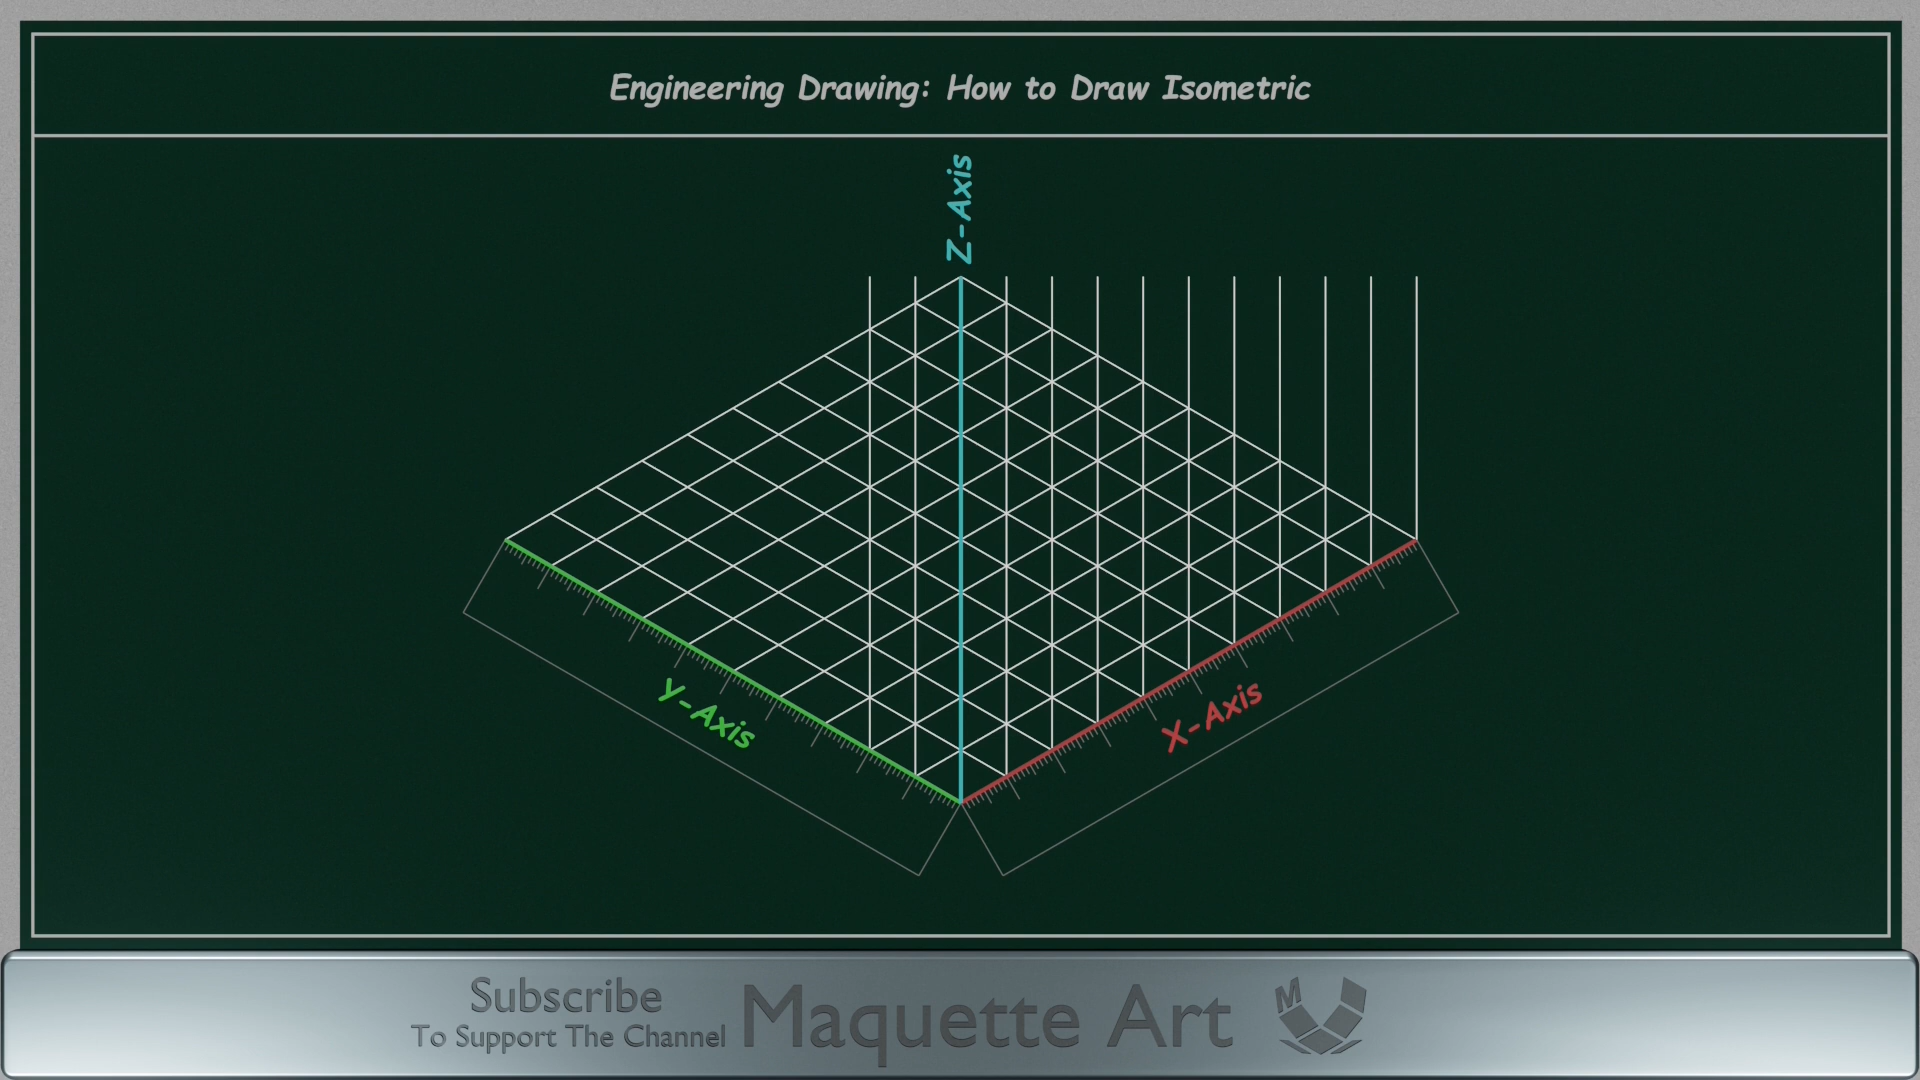 Engineering Drawing: How to Draw Isometric
Z-Axis
Y-Axis
X-Axis
Subscribe
To Support The Channel
Maquette Art
M